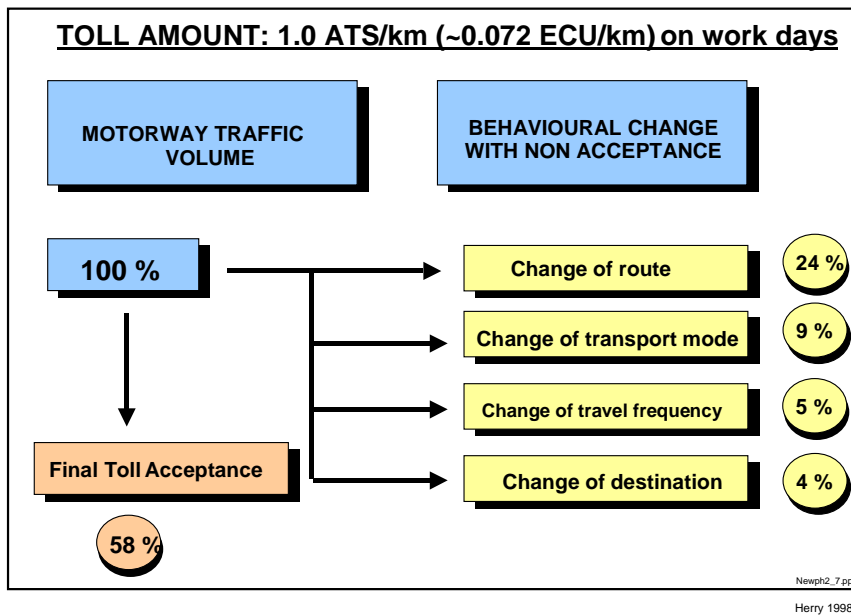 TOLL AMOUNT: 1.0 ATS/km (~0.072 ECU/km) on work days
MOTORWAY TRAFFIC
VOLUME
BEHAVIOURAL CHANGE
WITH NON ACCEPTANCE
100 %
Change of route
24 %
Change of transport mode
9 %
Change of travel frequency
5 %
Final Toll Acceptance
Change of destination
4 %
58 %
Newph2_7.pp
Herry 1998